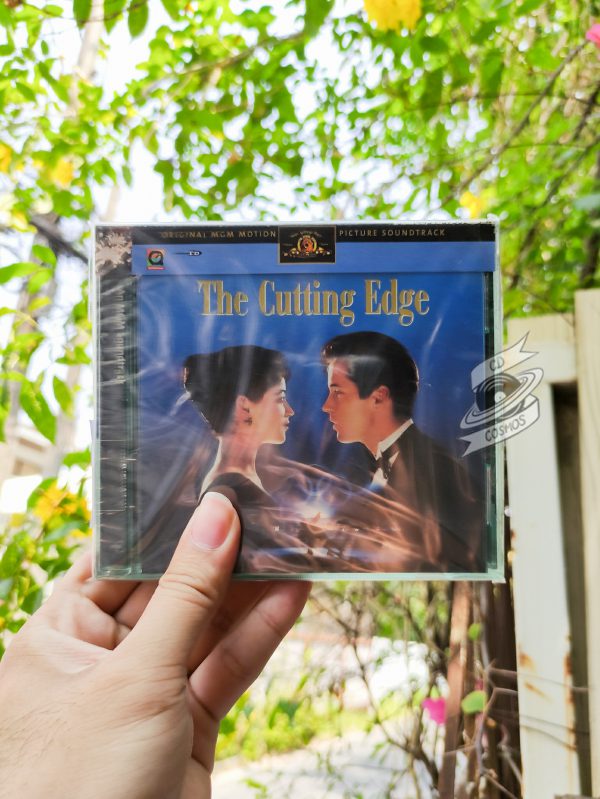 ORIGINAL MGM MOTION PICTURE SOUNDTRACK
The Cutting Edge
CD
COSMOS